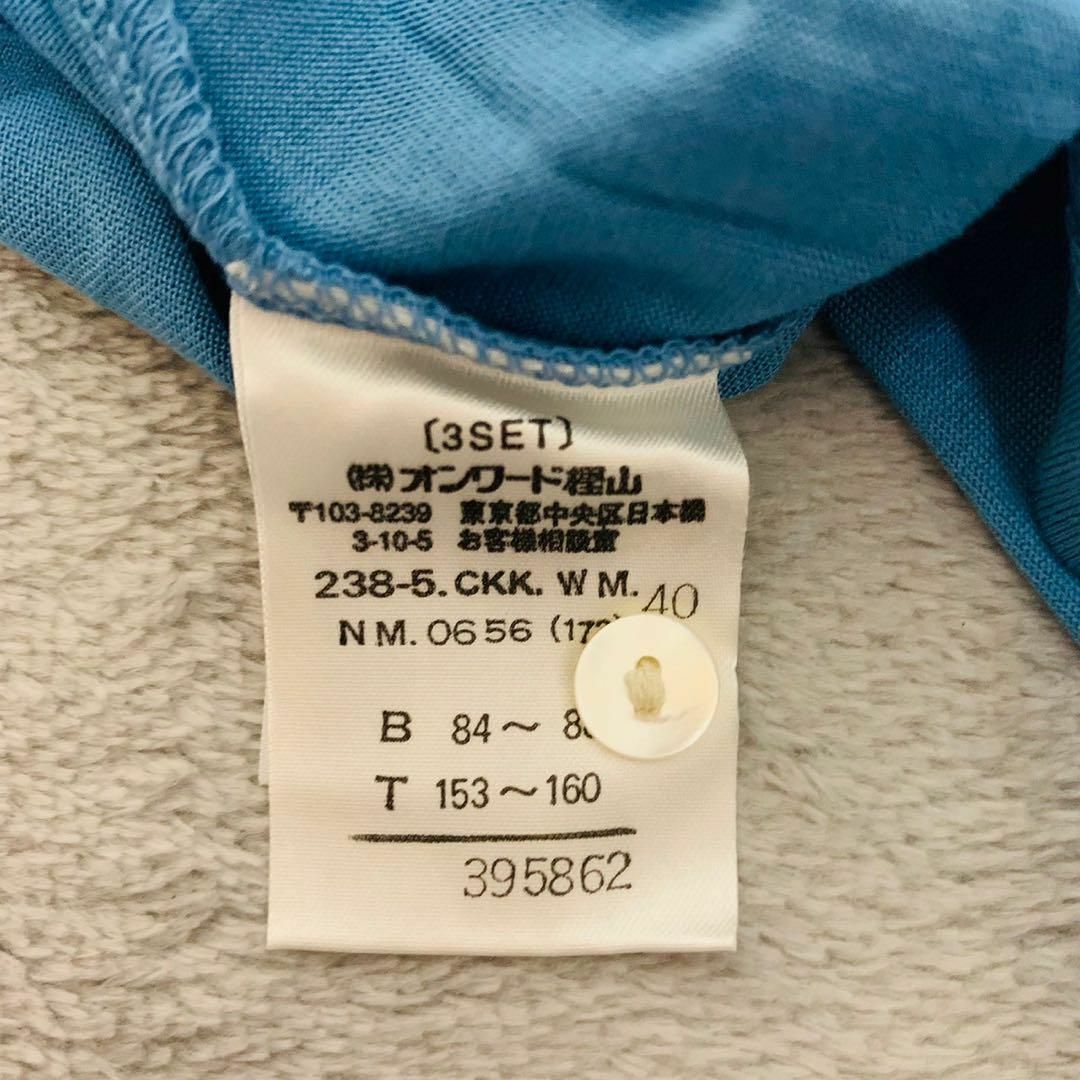 〔3SET〕
㈱オンワード樫山
〒103-8239 東京都中央区日本橋
3-10-5 お客様相談室
238-5.CKK. WM. 40
NM. 0656
B 84～
T 153～160
395862